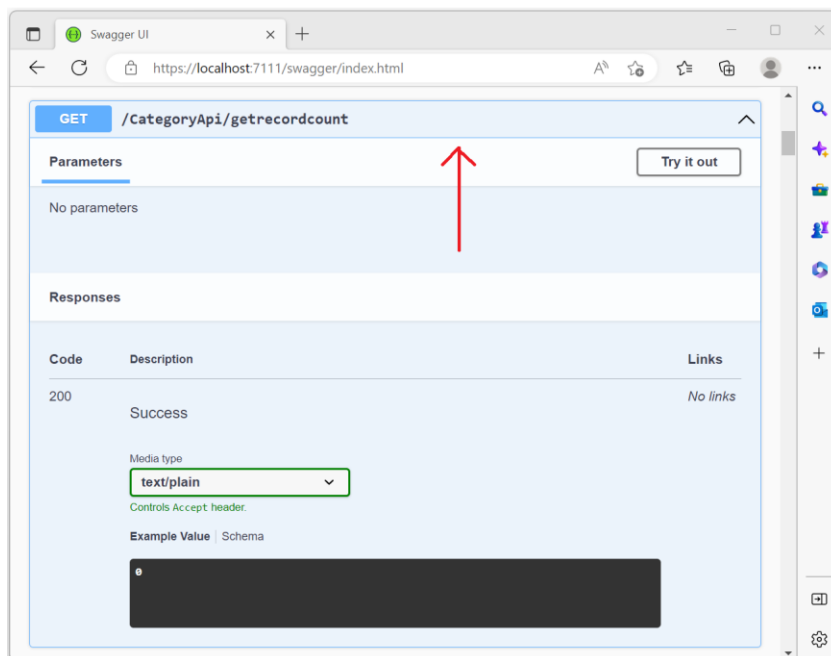 Swagger UI
https://localhost:7111/swagger/index.html
GET /CategoryApi/getrecordcount
Parameters
Try it out
No parameters
Responses
Code Description Links
200 Success No links
Media type
text/plain
Controls Accept header.
Example Value Schema
0